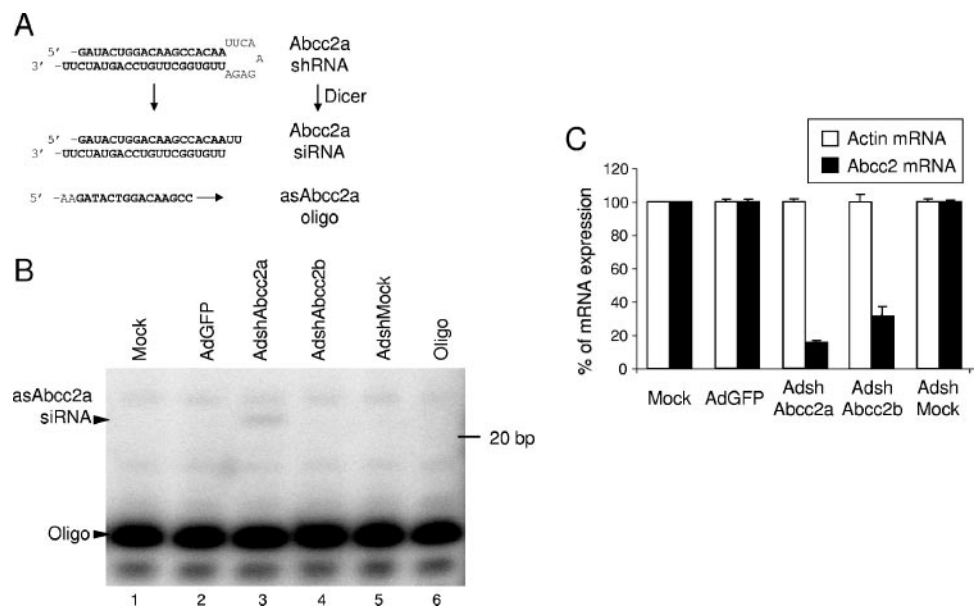 A
5' -GAUACUGGACAAGCCACAA UUCA A
3' UUCUAUGACCUGUUCGGUGUU AGAG
Abcc2a
shRNA
Dicer
5' -GAUACUGGACAAGCCACAAUU
3' UUCUAUGACCUGUUCGGUGUU
Abcc2a
siRNA
5' -AAGATACTGGACAAGCC
asAbcc2a
oligo
B
Mock
AdGFP
AdshAbcc2a
AdshAbcc2b
AdshMock
Oligo
asAbcc2a
siRNA
20 bp
Oligo
1 2 3 4 5 6
C
Actin mRNA
Abcc2 mRNA
% of mRNA expression
120
100
80
60
40
20
0
Mock
AdGFP
Adsh
Abcc2a
Adsh
Abcc2b
Adsh
Mock